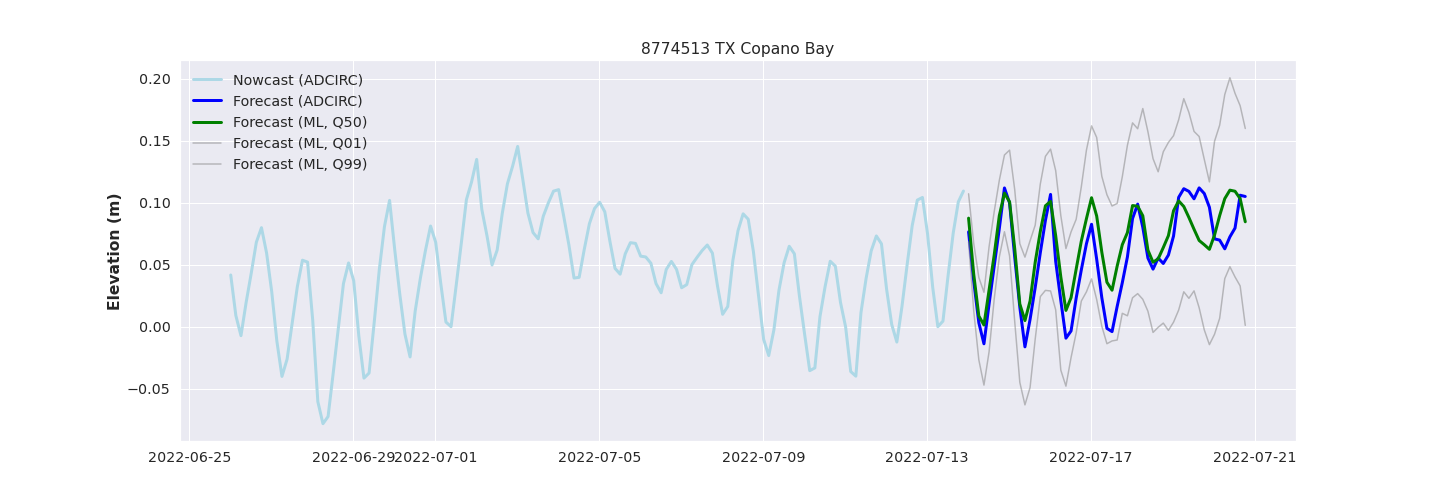 8774513 TX Copano Bay
Nowcast (ADCIRC)
Forecast (ADCIRC)
Forecast (ML, Q50)
Forecast (ML, Q01)
Forecast (ML, Q99)
Elevation (m)
0.20
0.15
0.10
0.05
0.00
−0.05
2022-06-25 2022-06-29 2022-07-01 2022-07-05 2022-07-09 2022-07-13 2022-07-17 2022-07-21